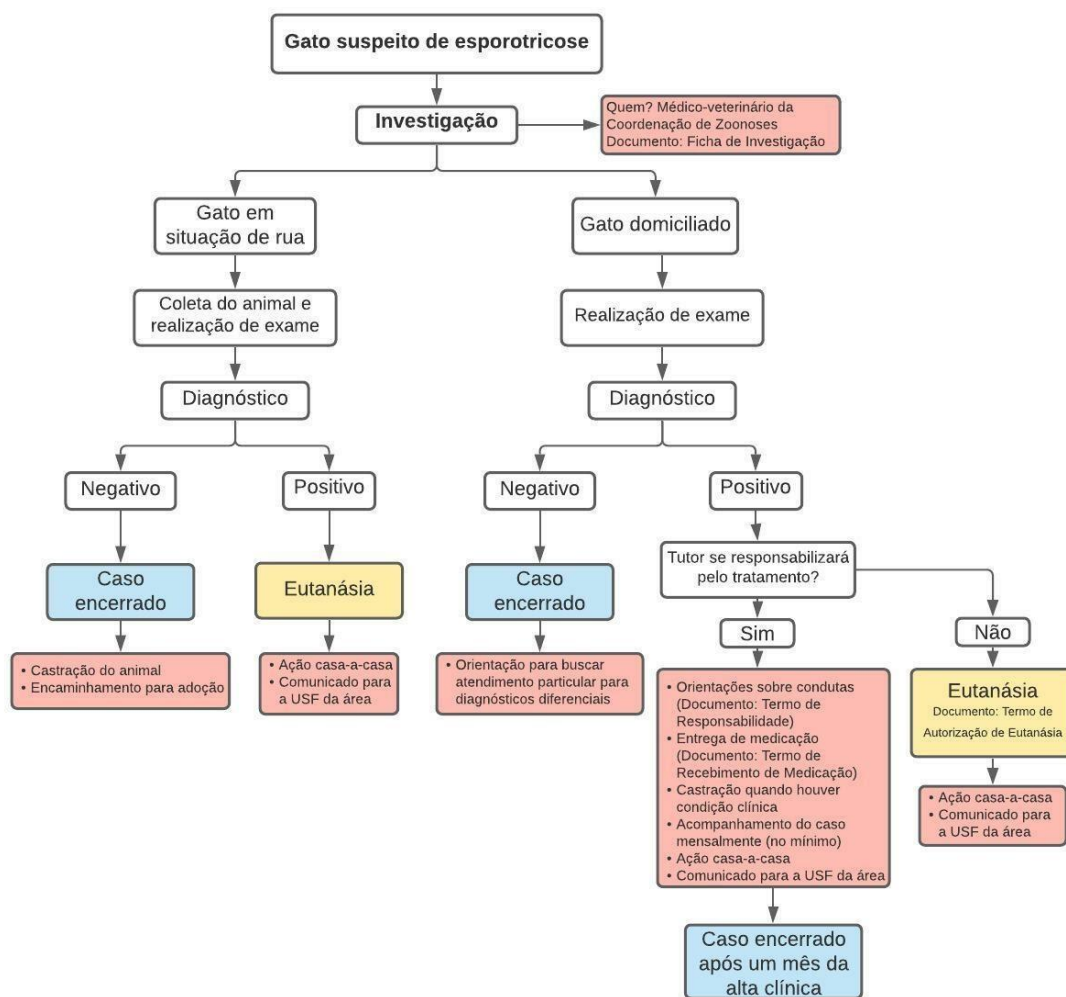 Gato suspeito de esporotricose
Investigação
Quem? Médico-veterinário da
Coordenação de Zoonoses
Documento: Ficha de Investigação
Gato em
situação de rua
Gato domiciliado
Coleta do animal e
realização de exame
Realização de exame
Diagnóstico
Diagnóstico
Negativo
Positivo
Negativo
Positivo
Caso
encerrado
Eutanásia
Caso
encerrado
Tutor se responsabilizará
pelo tratamento?
Sim
Não
• Castração do animal
• Encaminhamento para adoção
• Ação casa-a-casa
• Comunicado para
a USF da área
• Orientação para buscar
atendimento particular para
diagnósticos diferenciais
• Orientações sobre condutas
(Documento: Termo de
Responsabilidade)
• Entrega de medicação
(Documento: Termo de
Recebimento de Medicação)
• Castração quando houver
condição clínica
• Acompanhamento do caso
mensalmente (no mínimo)
• Ação casa-a-casa
• Comunicado para a USF da área
Eutanásia
Documento: Termo de
Autorização de Eutanásia
• Ação casa-a-casa
• Comunicado para
a USF da área
Caso encerrado
após um mês da
alta clínica